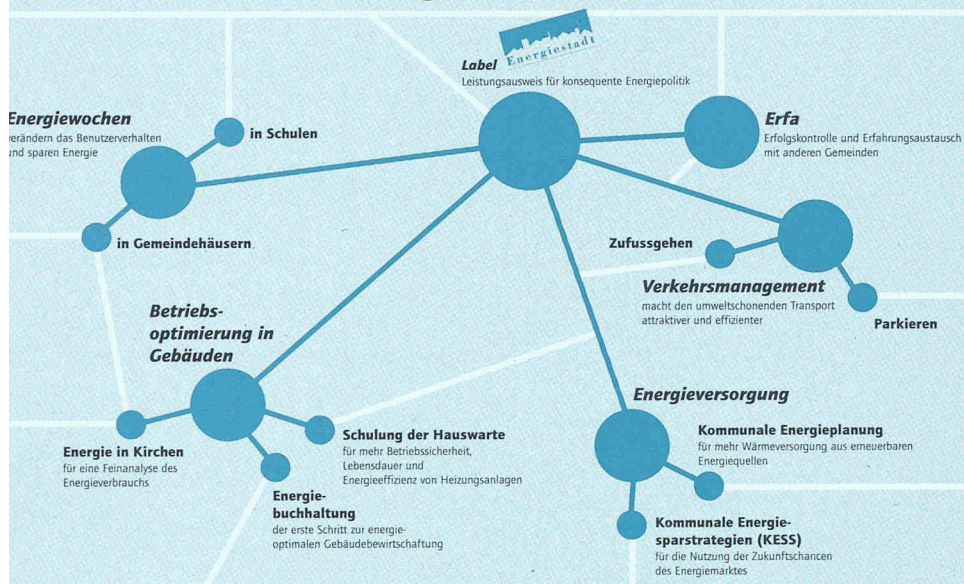 Energiestadt
Label
Leistungsausweis für konsequente Energiepolitik
Energiewochen
verändern das Benutzerverhalten
und sparen Energie
in Schulen
in Gemeindehäusern
Erfa
Erfolgskontrolle und Erfahrungsaustausch
mit anderen Gemeinden
Zufussgehen
Verkehrsmanagement
macht den umweltschonenden Transport
attraktiver und effizienter
Parkieren
Betriebs-
optimierung in
Gebäuden
Energie in Kirchen
für eine Feinanalyse des
Energieverbrauchs
Schulung der Hauswarte
für mehr Betriebssicherheit,
Lebensdauer und
Energieeffizienz von Heizungsanlagen
Energie-
buchhaltung
der erste Schritt zur energie-
optimalen Gebäudebewirtschaftung
Energieversorgung
Kommunale Energieplanung
für mehr Wärmeversorgung aus erneuerbaren
Energiequellen
Kommunale Energie-
sparstrategien (KESS)
für die Nutzung der Zukunftschancen
des Energiemarktes